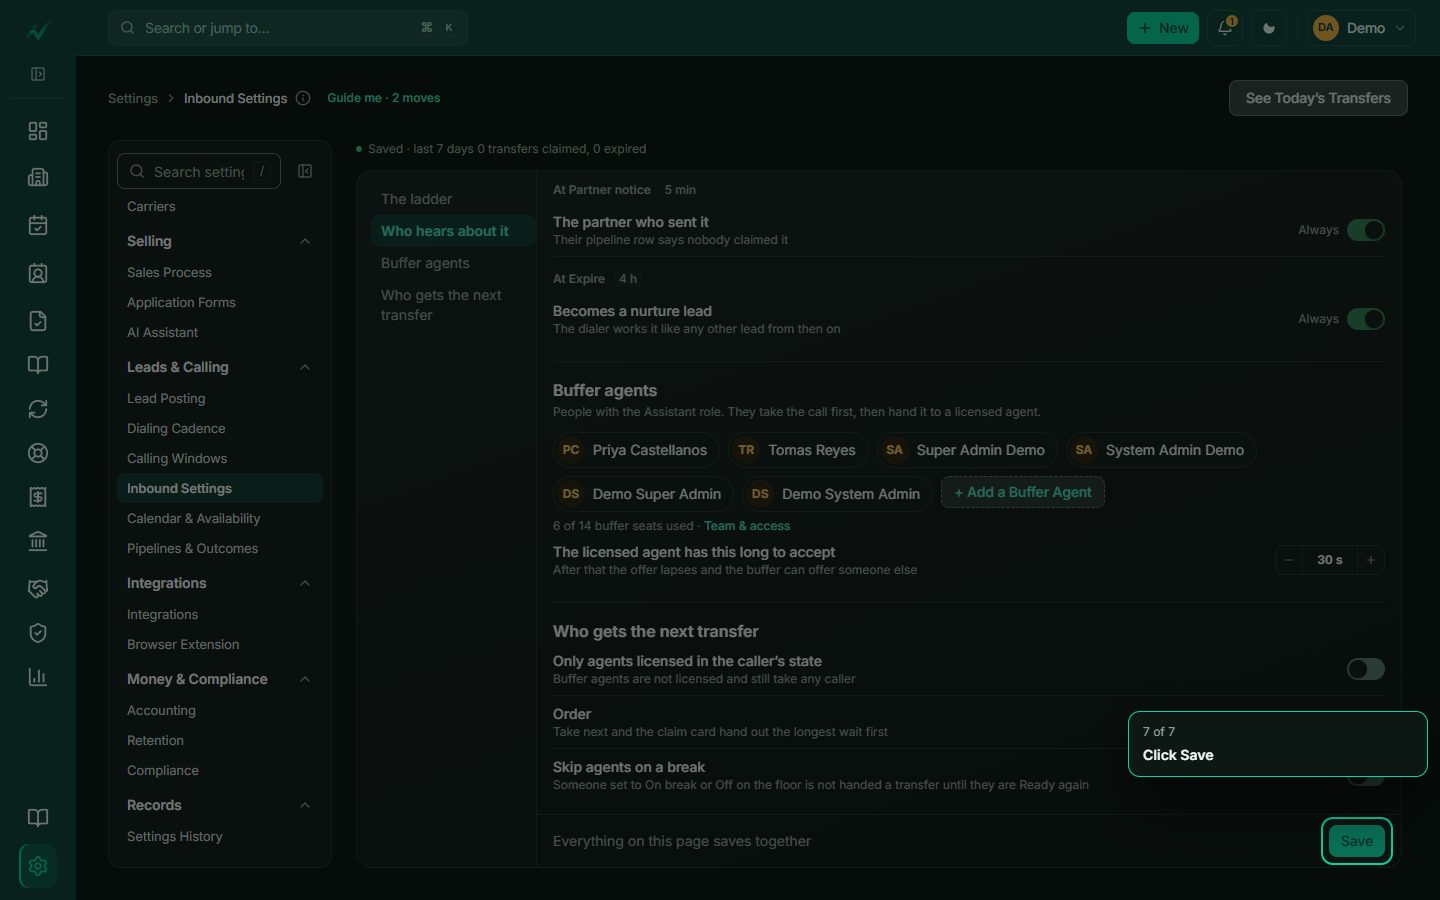 Search or jump to...
⌘ K
+ New
1
DA Demo
Settings > Inbound Settings
Guide me · 2 moves
See Today's Transfers
Search setting /
Carriers
Selling
Sales Process
Application Forms
AI Assistant
Leads & Calling
Lead Posting
Dialing Cadence
Calling Windows
Inbound Settings
Calendar & Availability
Pipelines & Outcomes
Integrations
Integrations
Browser Extension
Money & Compliance
Accounting
Retention
Compliance
Records
Settings History
Saved · last 7 days 0 transfers claimed, 0 expired
The ladder
Who hears about it
Buffer agents
Who gets the next
transfer
At Partner notice 5 min
The partner who sent it
Their pipeline row says nobody claimed it
Always
At Expire 4 h
Becomes a nurture lead
The dialer works it like any other lead from then on
Always
Buffer agents
People with the Assistant role. They take the call first, then hand it to a licensed agent.
PC Priya Castellanos
TR Tomas Reyes
SA Super Admin Demo
SA System Admin Demo
DS Demo Super Admin
DS Demo System Admin
+ Add a Buffer Agent
6 of 14 buffer seats used · Team & access
The licensed agent has this long to accept
After that the offer lapses and the buffer can offer someone else
− 30 s +
Who gets the next transfer
Only agents licensed in the caller's state
Buffer agents are not licensed and still take any caller
Order
Take next and the claim card hand out the longest wait first
Skip agents on a break
Someone set to On break or Off on the floor is not handed a transfer until they are Ready again
7 of 7
Click Save
Everything on this page saves together
Save